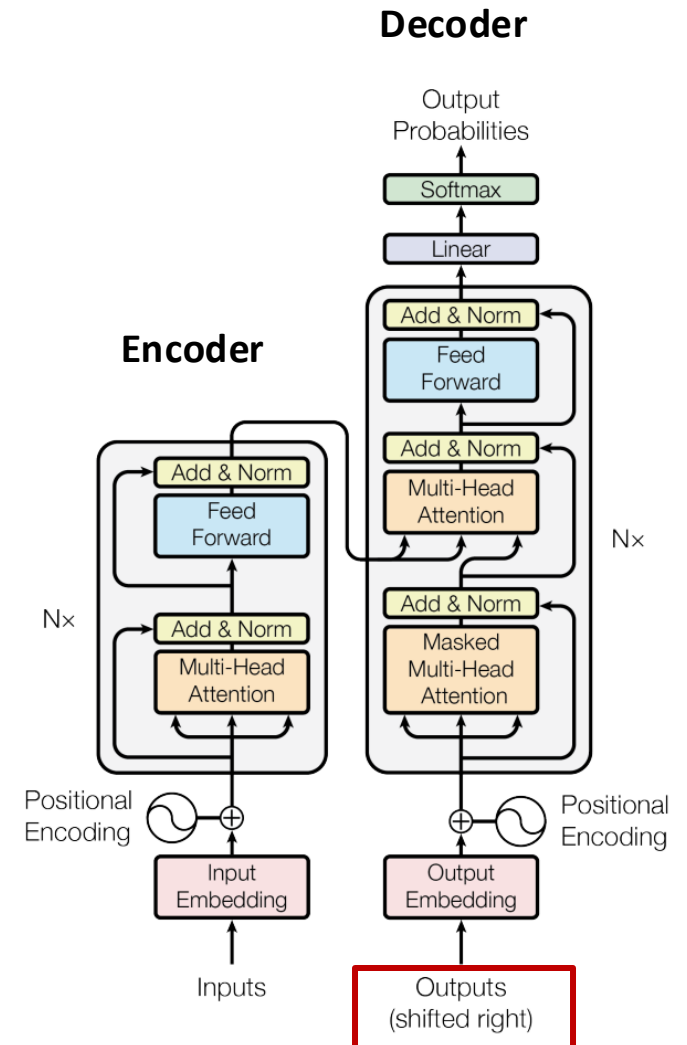 Decoder
Output
Probabilities
Softmax
Linear
Add & Norm
Feed
Forward
Add & Norm
Multi-Head
Attention
Nx
Add & Norm
Masked
Multi-Head
Attention
Positional
Encoding
Output
Embedding
Outputs
(shifted right)
Encoder
Add & Norm
Feed
Forward
Nx
Add & Norm
Multi-Head
Attention
Positional
Encoding
Input
Embedding
Inputs